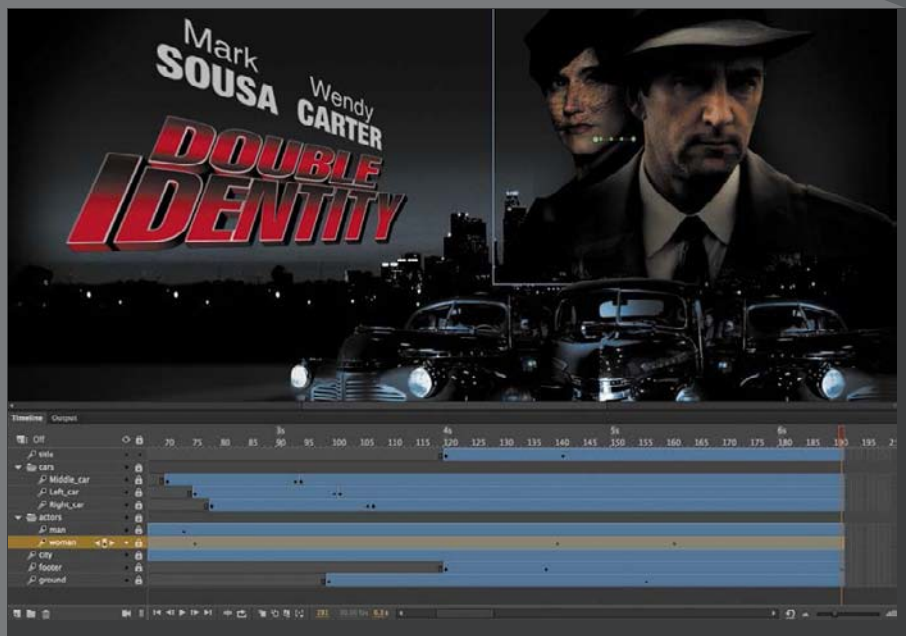 Mark
SOUSA
Wendy
CARTER
DOUBLE
IDENTITY
Timeline Output
Off
3s 4s 5s 6s
70 75 80 85 90 95 100 105 110 115 120 125 130 135 140 145 150 155 160 165 170 175 180 185 190 195
title
cars
Middle_car
Left_car
Right_car
actors
man
woman
city
footer
ground